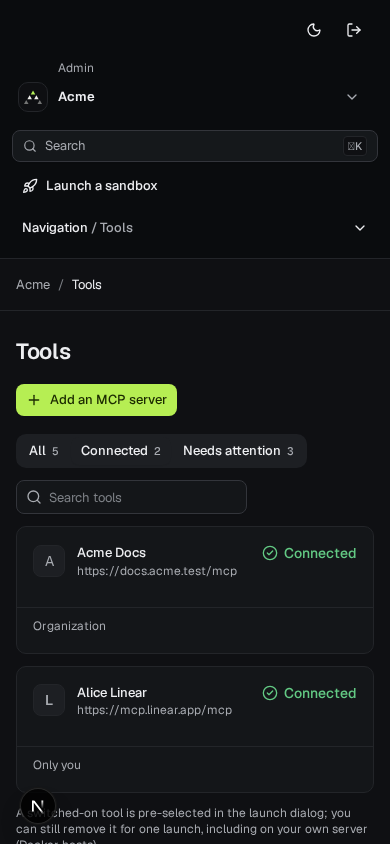 Admin
Acme
Search
K
Launch a sandbox
Navigation / Tools
Acme / Tools
Tools
+ Add an MCP server
All 5 Connected 2 Needs attention 3
Search tools
A
Acme Docs
https://docs.acme.test/mcp
Connected
Organization
L
Alice Linear
https://mcp.linear.app/mcp
Connected
Only you
N
tool is pre-selected in the launch dialog; you
can still remove it for one launch, including on your own server
(Docker hosts)